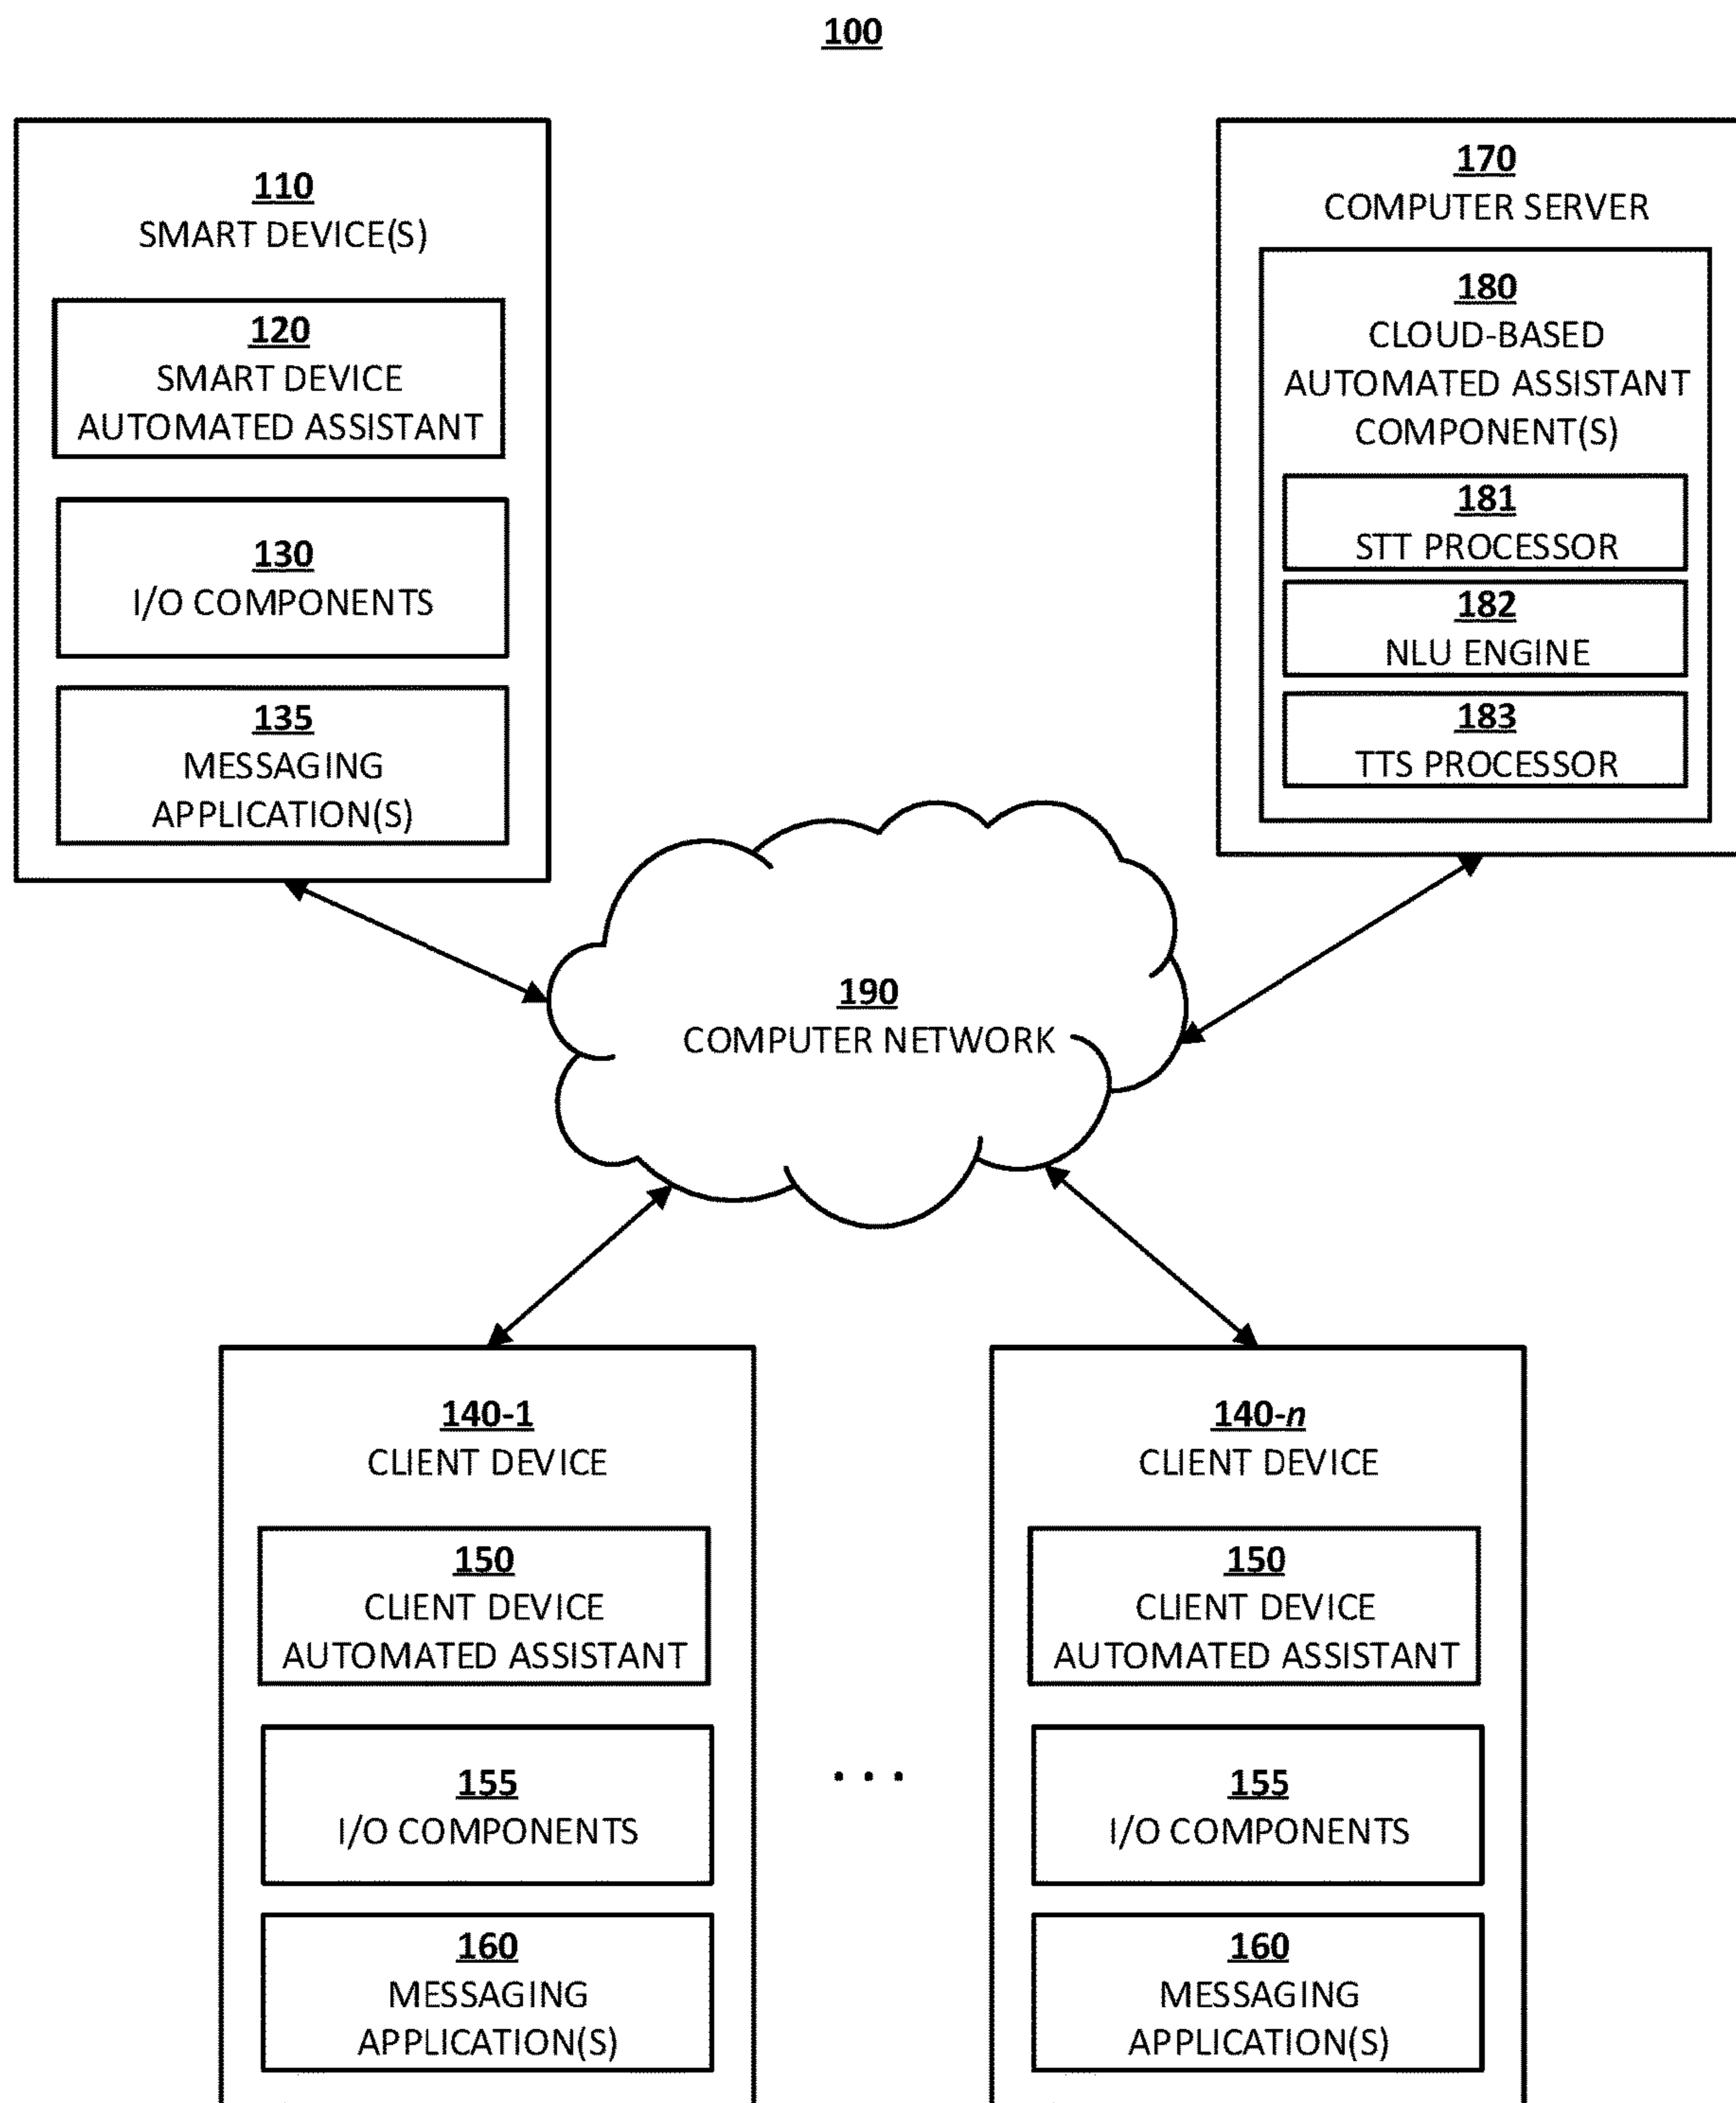 100
110
SMART DEVICE(S)
120
SMART DEVICE
AUTOMATED ASSISTANT
130
I/O COMPONENTS
135
MESSAGING
APPLICATION(S)
170
COMPUTER SERVER
180
CLOUD-BASED
AUTOMATED ASSISTANT
COMPONENT(S)
181
STT PROCESSOR
182
NLU ENGINE
183
TTS PROCESSOR
190
COMPUTER NETWORK
140-1
CLIENT DEVICE
150
CLIENT DEVICE
AUTOMATED ASSISTANT
155
I/O COMPONENTS
160
MESSAGING
APPLICATION(S)
. . .
140-n
CLIENT DEVICE
150
CLIENT DEVICE
AUTOMATED ASSISTANT
155
I/O COMPONENTS
160
MESSAGING
APPLICATION(S)